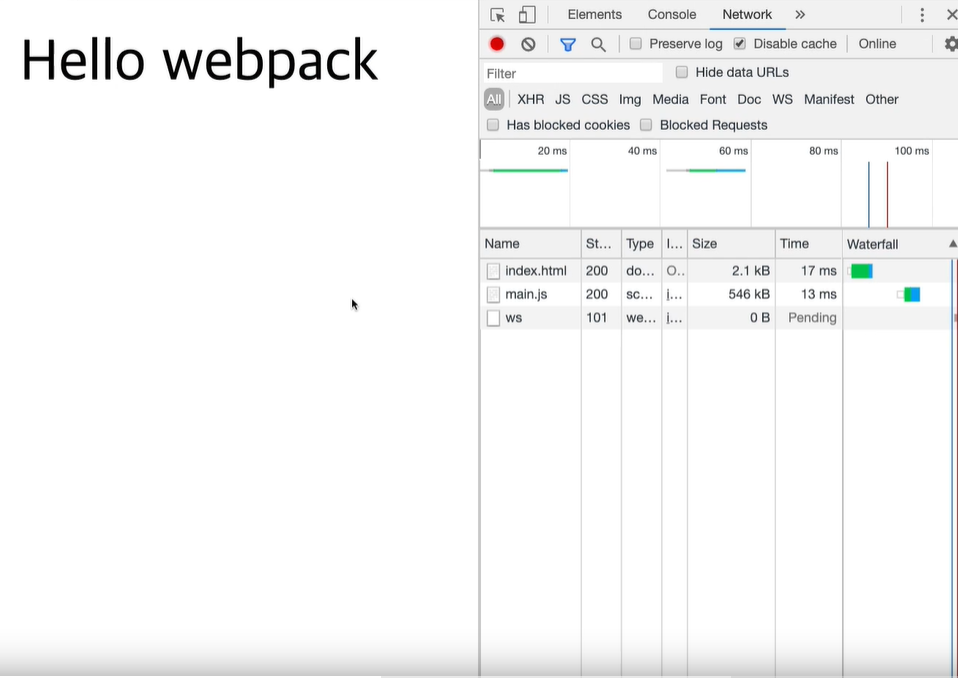 Hello webpack
Elements Console Network »
Preserve log Disable cache Online
Filter Hide data URLs
All XHR JS CSS Img Media Font Doc WS Manifest Other
Has blocked cookies Blocked Requests
20 ms 40 ms 60 ms 80 ms 100 ms
Name St... Type I... Size Time Waterfall
index.html 200 do... O.. 2.1 kB 17 ms
main.js 200 sc... j... 546 kB 13 ms
ws 101 we... j... 0 B Pending